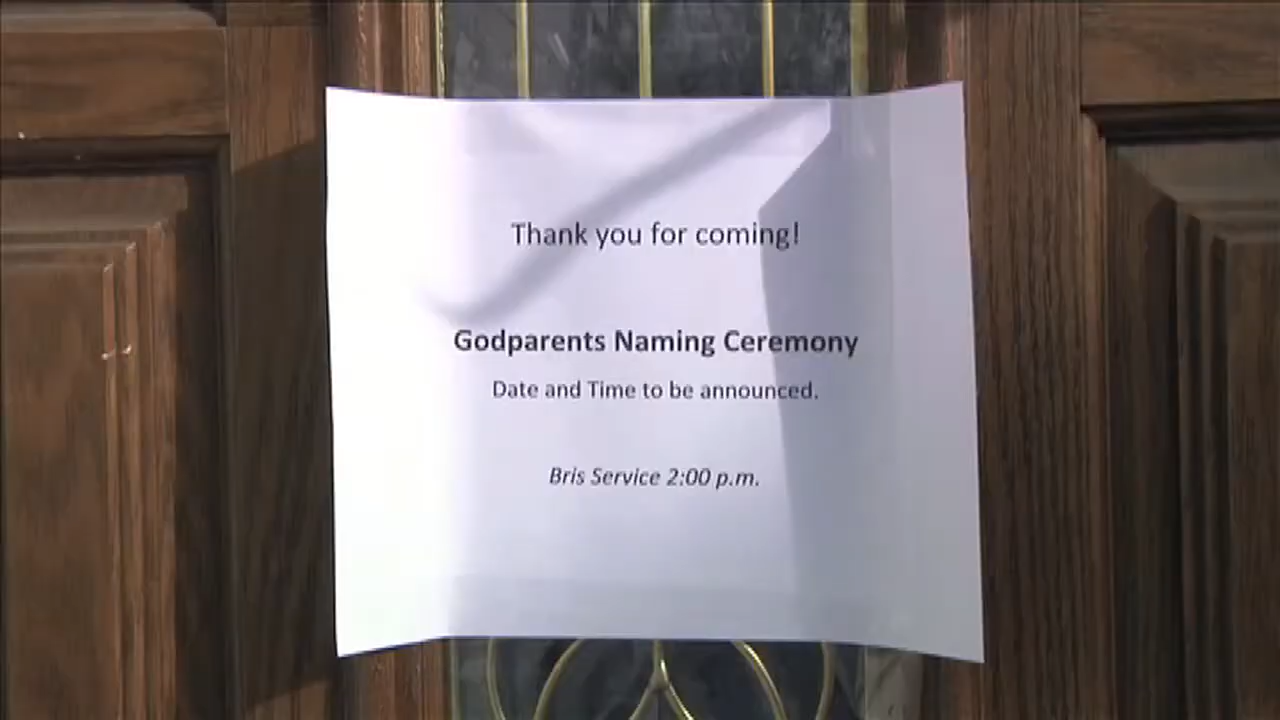 Thank you for coming!
Godparents Naming Ceremony
Date and Time to be announced.
Bris Service 2:00 p.m.